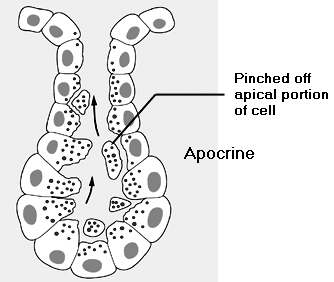 Pinched off
apical portion
of cell
Apocrine